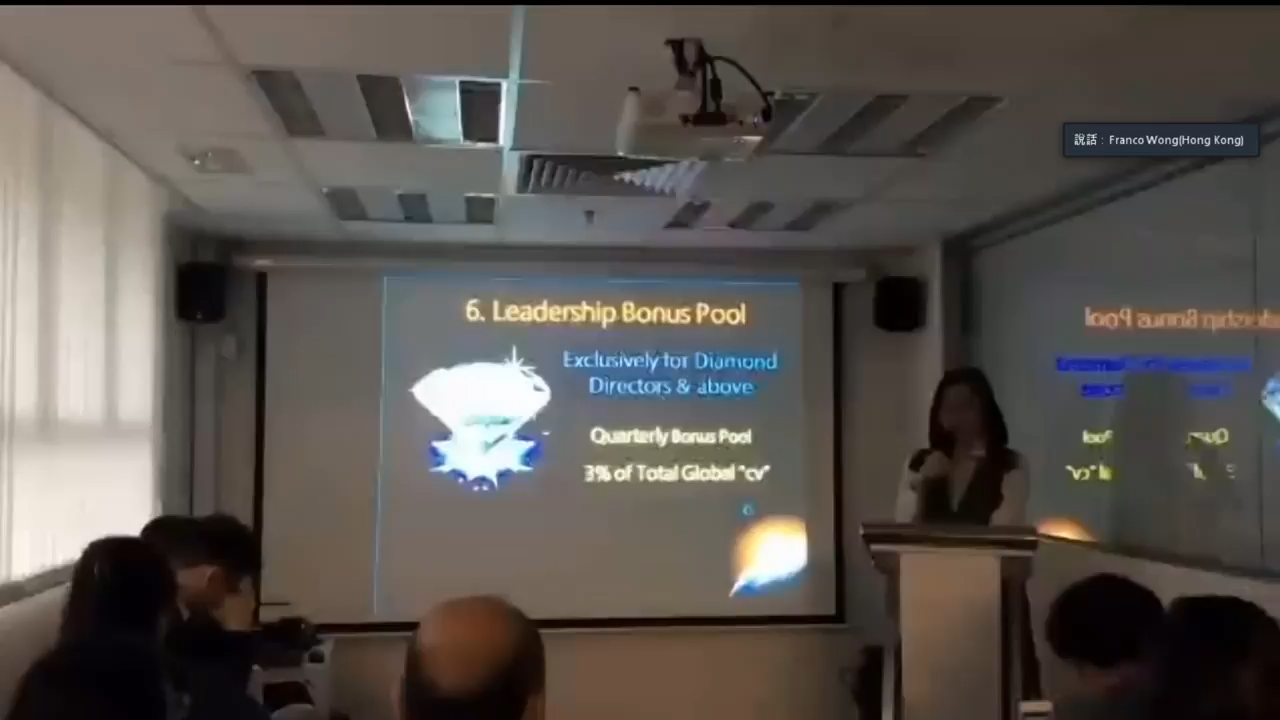 說話：Franco Wong(Hong Kong)
6. Leadership Bonus Pool
Exclusively for Diamond
Directors & above
Quarterly Bonus Pool
3% of Total Global "cv"